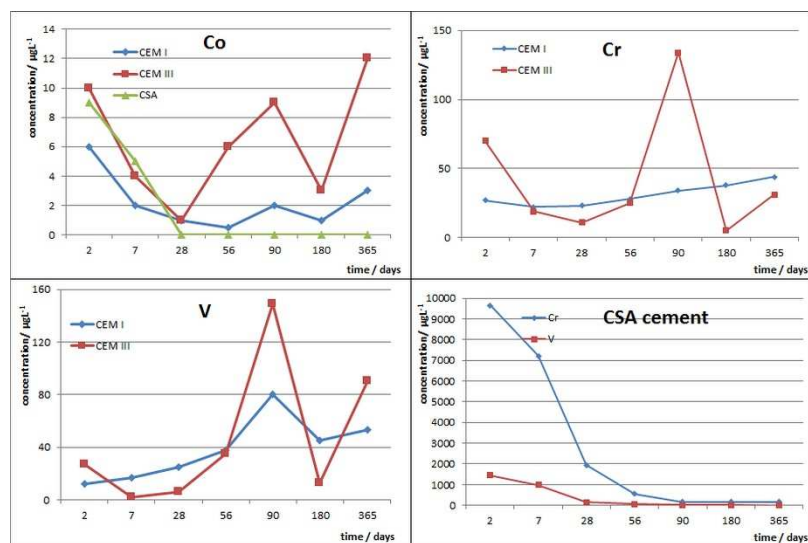 Co
concentration/ µgL⁻¹
CEM I
CEM III
CSA
14
12
10
8
6
4
2
0
2 7 28 56 90 180 365
time / days
Cr
concentration/ µgL⁻¹
CEM I
CEM III
150
100
50
0
2 7 28 56 90 180 365
time / days
V
concentration/ µgL⁻¹
CEM I
CEM III
160
120
80
40
0
2 7 28 56 90 180 365
time / days
CSA cement
concentration/ µgL⁻¹
Cr
V
10000
9000
8000
7000
6000
5000
4000
3000
2000
1000
0
2 7 28 56 90 180 365
time / days